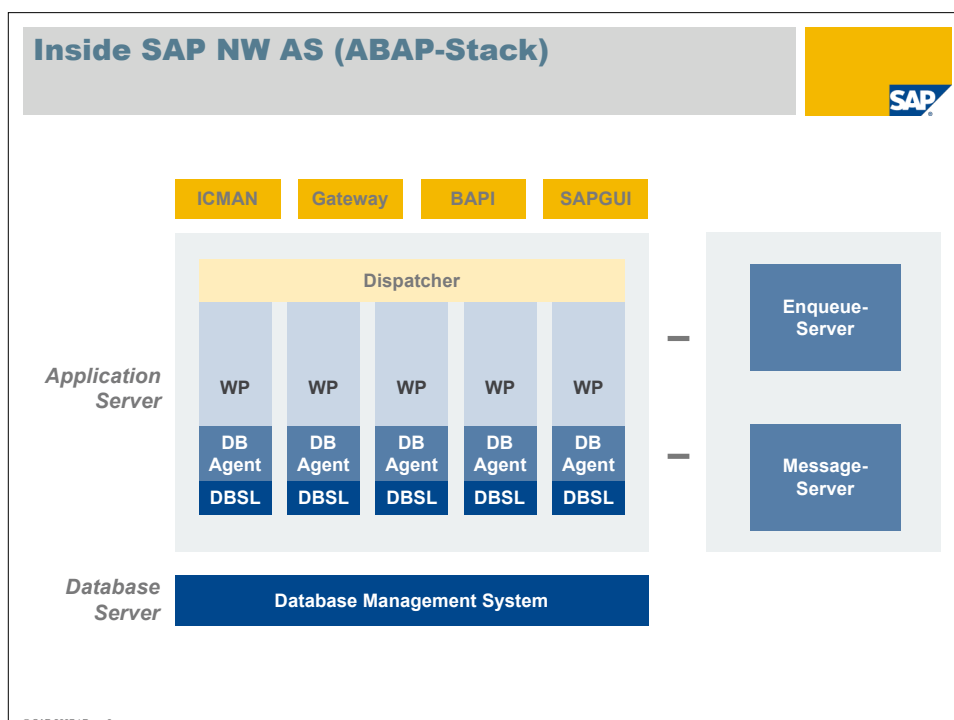 Inside SAP NW AS (ABAP-Stack)
SAP
ICMAN Gateway BAPI SAPGUI
Dispatcher
Enqueue-
Server
Application
Server
WP WP WP WP WP
DB DB DB DB DB
Agent Agent Agent Agent Agent
DBSL DBSL DBSL DBSL DBSL
Message-
Server
Database
Server
Database Management System